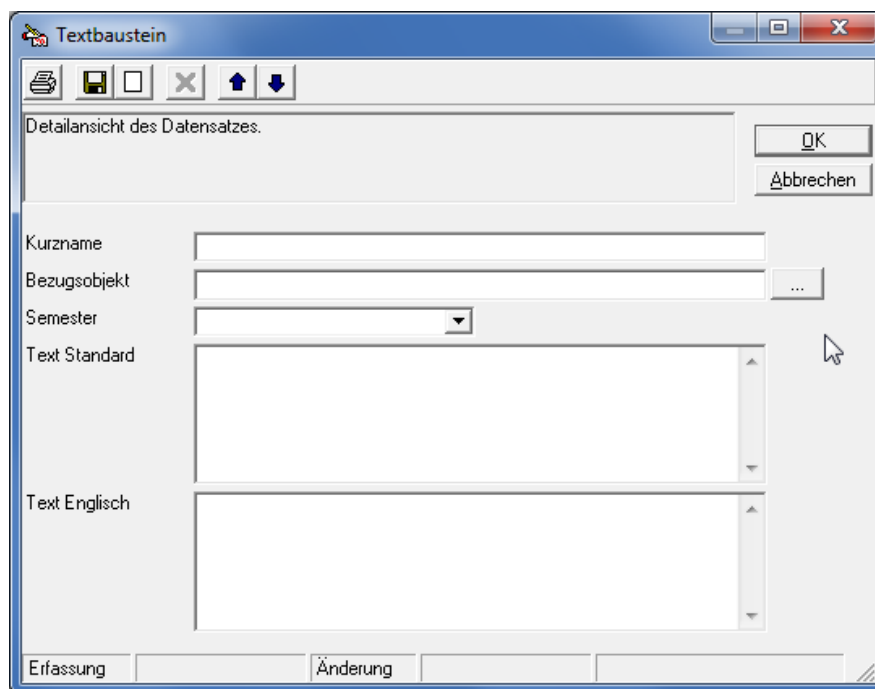 Textbaustein
Detailansicht des Datensatzes.
OK
Abbrechen
Kurzname
Bezugsobjekt
...
Semester
Text Standard
Text Englisch
Erfassung
Änderung